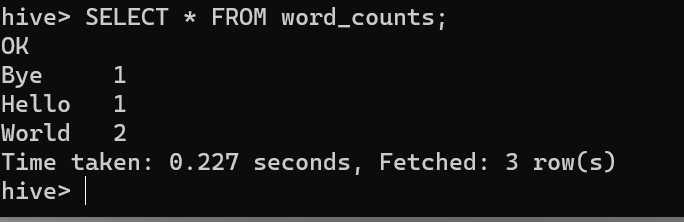 hive> SELECT * FROM word_counts;
OK
Bye     1
Hello   1
World   2
Time taken: 0.227 seconds, Fetched: 3 row(s)
hive>